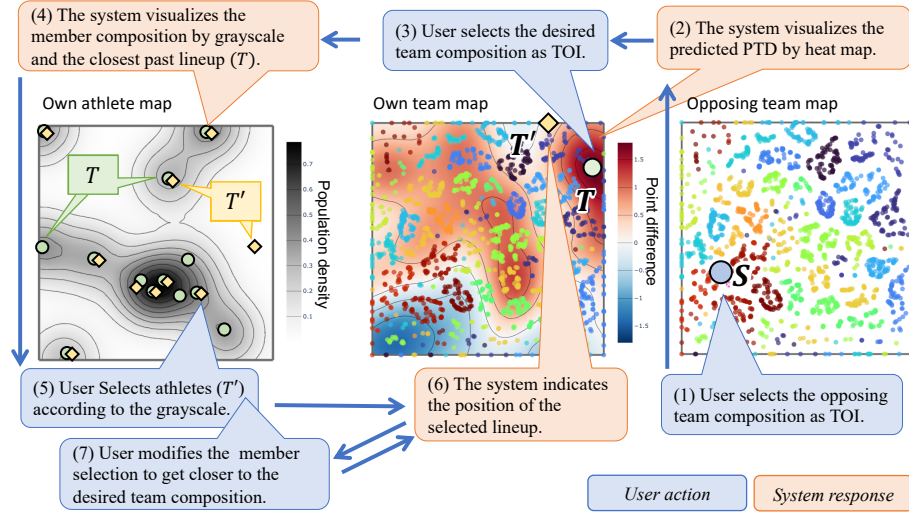 (4) The system visualizes the
member composition by grayscale
and the closest past lineup (T).
(3) User selects the desired
team composition as TOI.
(2) The system visualizes the
predicted PTD by heat map.
Own athlete map
Own team map
Opposing team map
T
T′
0.7
0.6
0.5
0.4
0.3
0.2
0.1
Population density
T′
T
1.5
1.0
0.5
0.0
−0.5
−1.0
−1.5
Point difference
S
(5) User Selects athletes (T′)
according to the grayscale.
(6) The system indicates
the position of the
selected lineup.
(1) User selects the opposing
team composition as TOI.
(7) User modifies the member
selection to get closer to the
desired team composition.
User action
System response